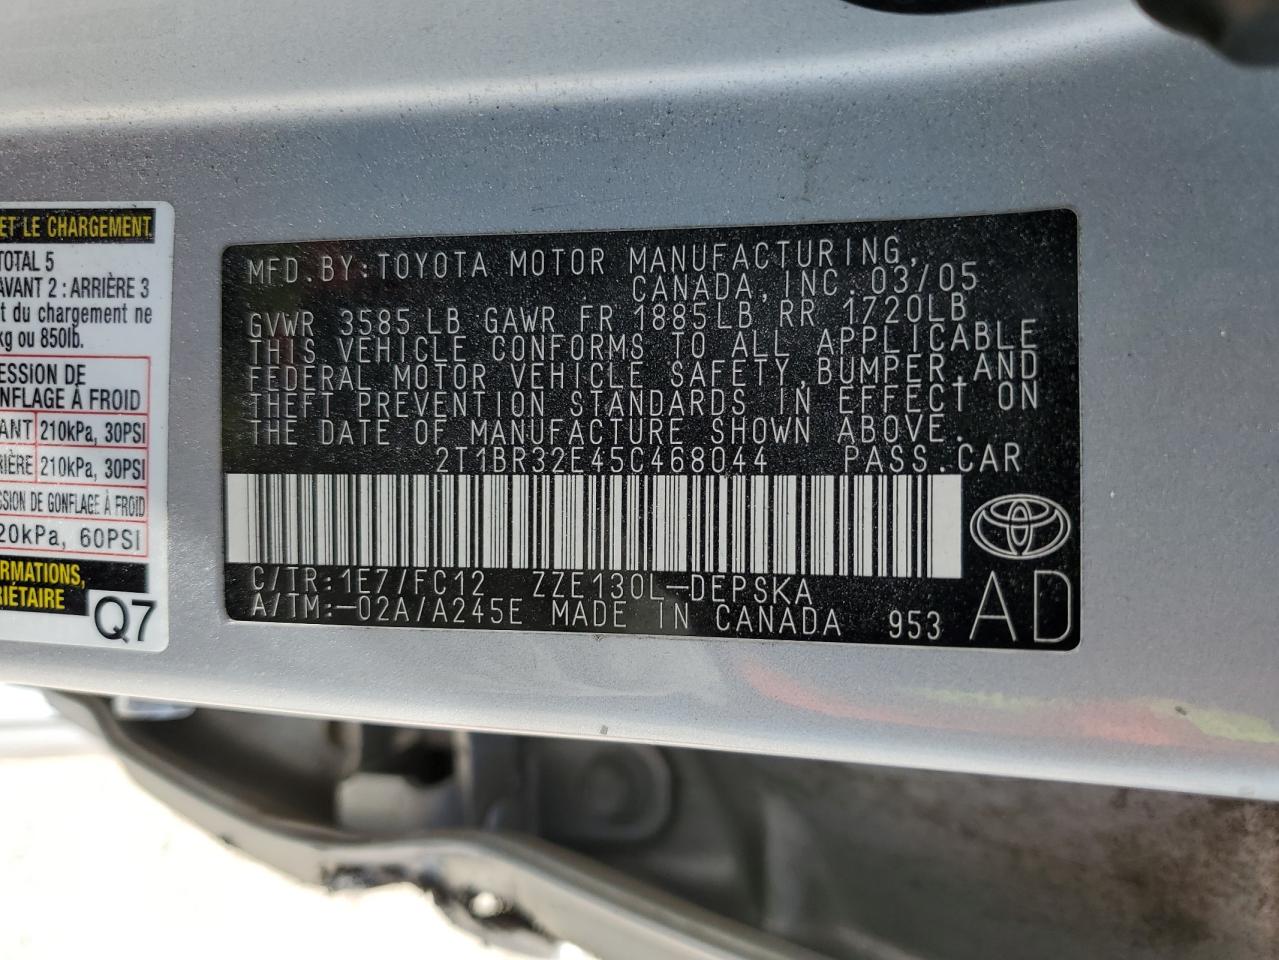 ET LE CHARGEMENT
TOTAL 5
AVANT 2 : ARRIÈRE 3
t du chargement ne
kg ou 850lb.
ESSION DE
ONFLAGE À FROID
ANT 210kPa, 30PSI
RIÈRE 210kPa, 30PSI
SSION DE GONFLAGE À FROID
20kPa, 60PSI
RMATIONS,
RIÉTAIRE
Q7
MFD.BY:TOYOTA MOTOR MANUFACTURING,
CANADA,INC.03/05
GVWR 3585LB GAWR FR 1885LB RR 1720LB
THIS VEHICLE CONFORMS TO ALL APPLICABLE
FEDERAL MOTOR VEHICLE SAFETY,BUMPER,AND
THEFT PREVENTION STANDARDS IN EFFECT ON
THE DATE OF MANUFACTURE SHOWN ABOVE.
2T1BR32E45C468044 PASS.CAR
C/TR:1E7/FC12 ZZE130L-DEPSKA
A/TM:-02A/A245E MADE IN CANADA 953
AD